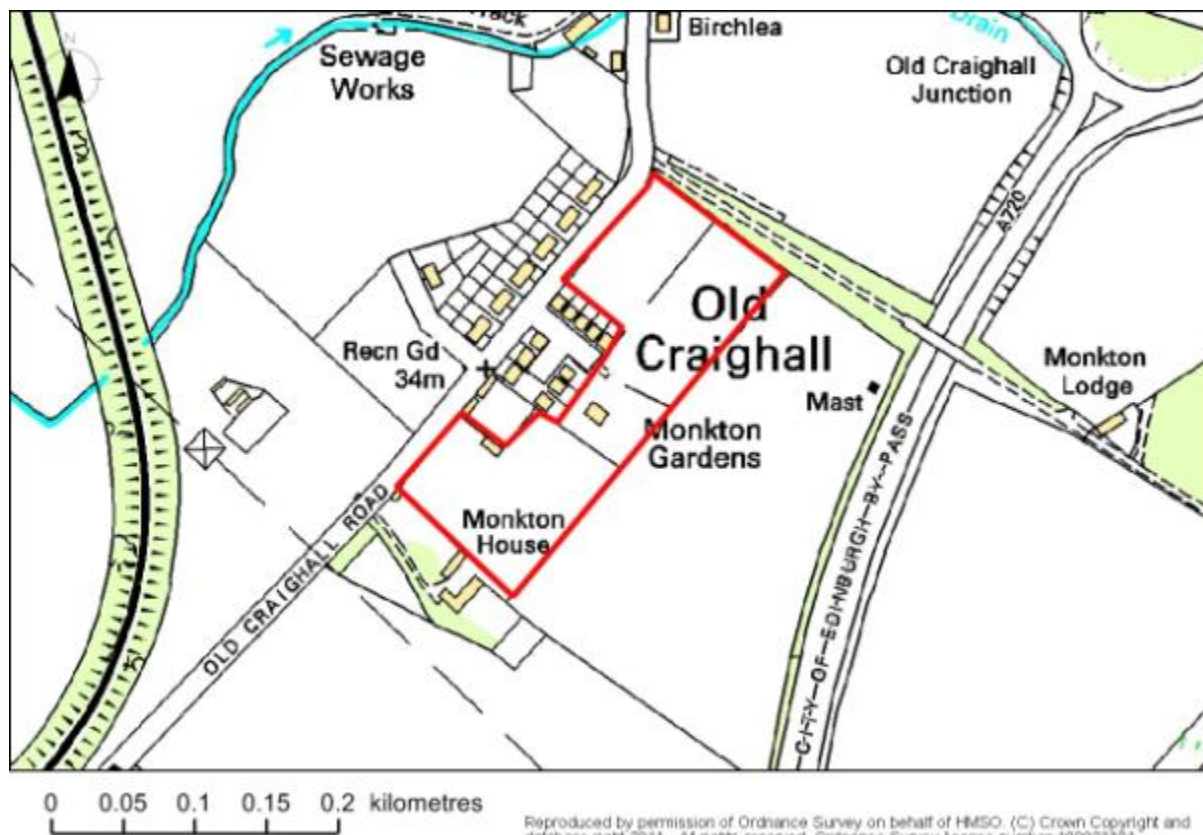 Track
Birchlea
Drain
Sewage
Works
Old Craighall
Junction
N
A720
Old
Craighall
Recn Gd
34m
Monkton
Lodge
Mast
Monkton
Gardens
Monkton
House
OLD CRAIGHALL ROAD
CITY OF EDINBURGH BY-PASS
0 0.05 0.1 0.15 0.2 kilometres
Reproduced by permission of Ordnance Survey on behalf of HMSO. (C) Crown Copyright and